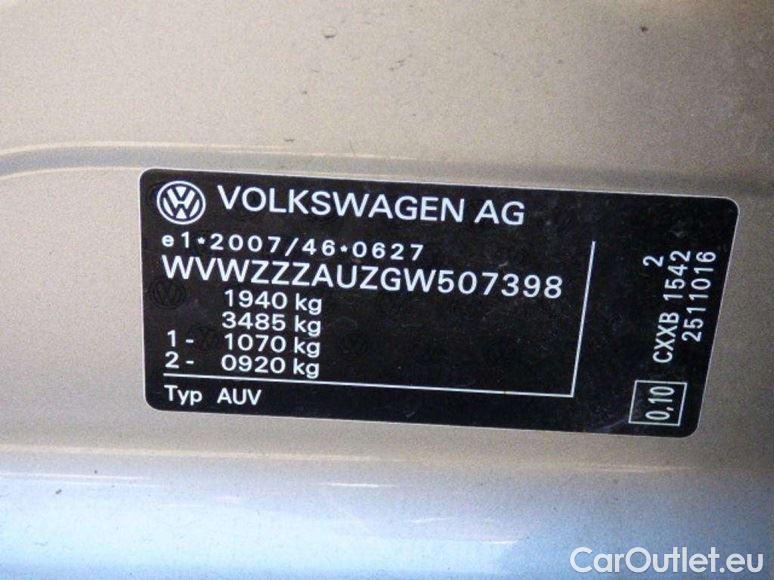 VOLKSWAGEN AG
e1*2007/46*0627
WVWZZZAUZGW507398
1940 kg
3485 kg
1- 1070 kg
2- 0920 kg
Typ AUV
2
CXXB 1542
2511016
0,10
CarOutlet.eu